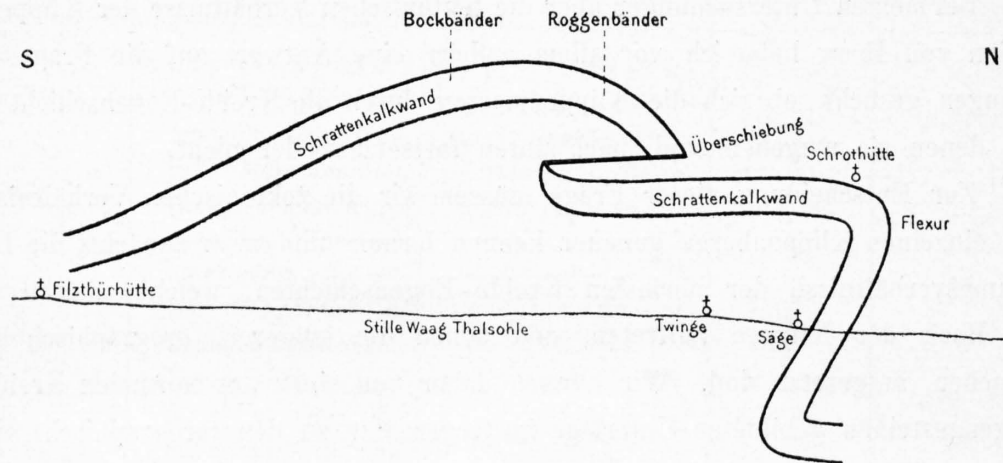 Bockbänder
Roggenbänder
S
N
Schrattenkalkwand
Überschiebung
Schrothütte
Schrattenkalkwand
Flexur
Filzthürhütte
Stille Waag Thalsohle
Twinge
Säge